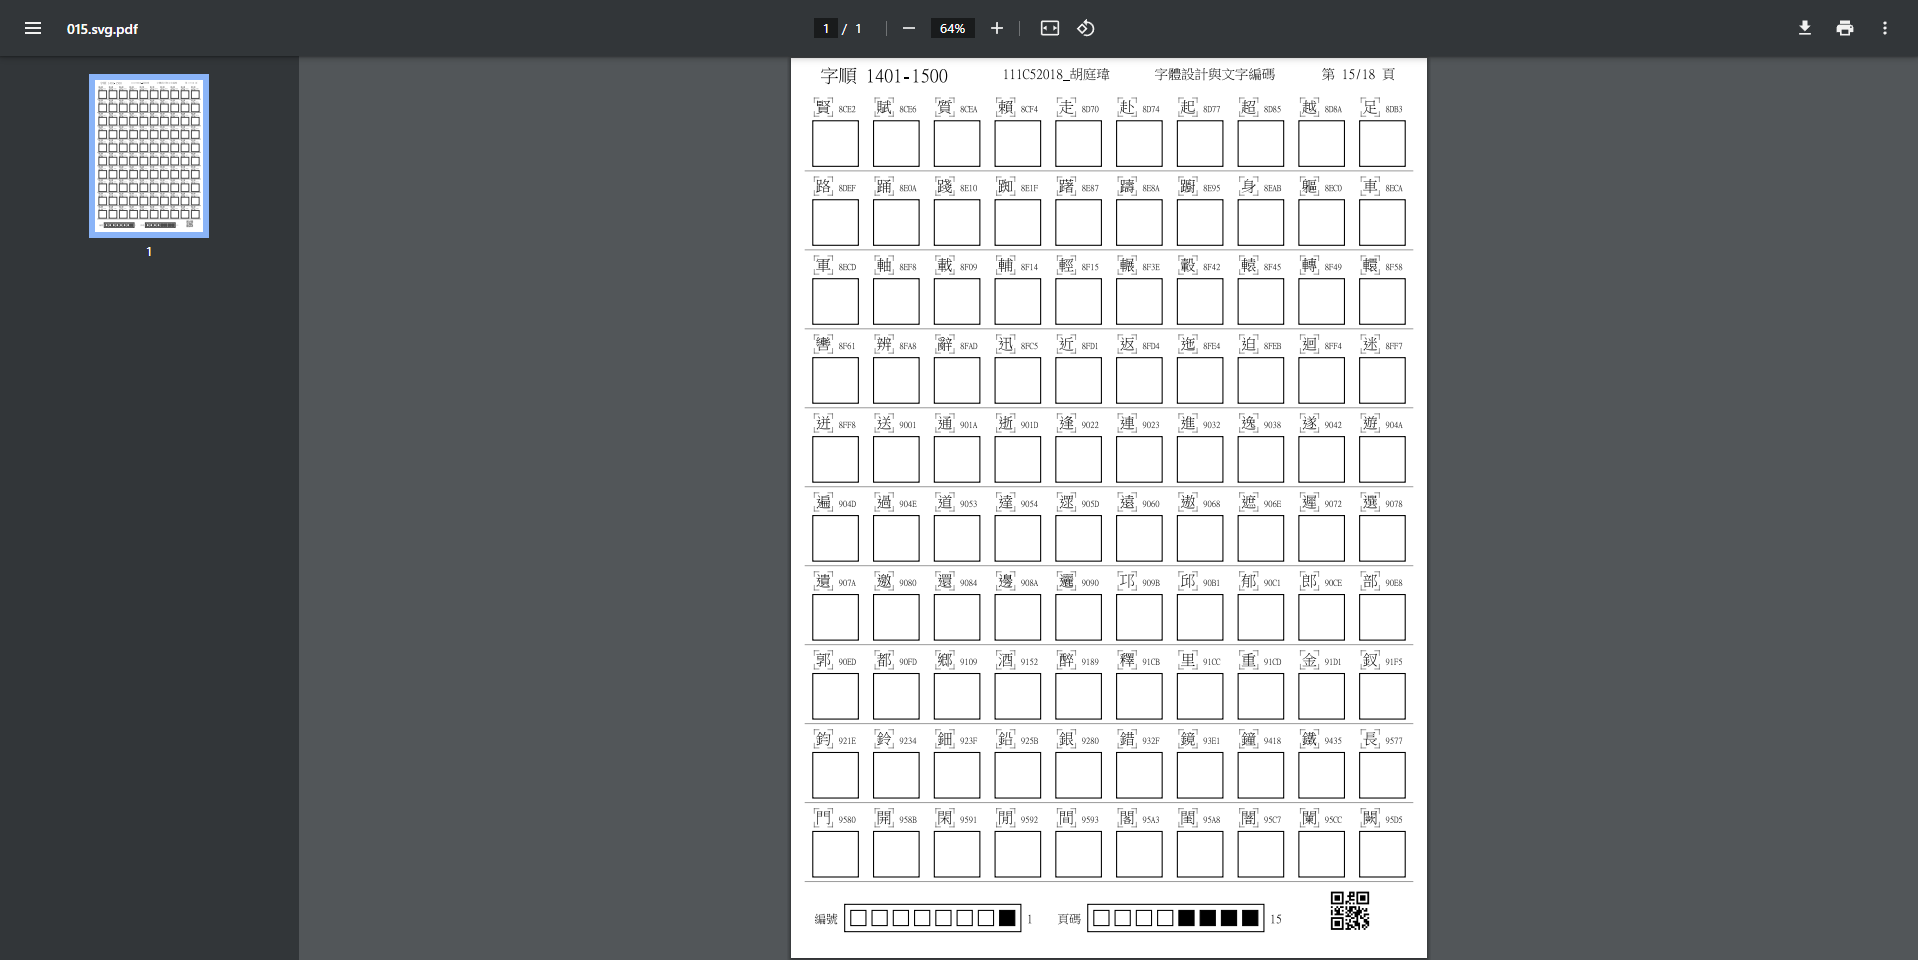 015.svg.pdf
1 / 1
64%
1
字順 1401-1500 111C52018_胡庭瑋 字體設計與文字編碼 第 15/18 頁
賢 8CE2 賦 8CE6 質 8CEA 賴 8CF4 走 8D70 赴 8D74 起 8D77 超 8D85 越 8D8A 足 8DB3
路 8DEF 踊 8E0A 踐 8E10 踟 8E1F 躇 8E87 躊 8E8A 躕 8E95 身 8EAB 軀 8EC0 車 8ECA
軍 8ECD 軸 8EF8 載 8F09 輔 8F14 輕 8F15 輾 8F3E 轂 8F42 轅 8F45 轉 8F49 轘 8F58
轡 8F61 辨 8FA8 辭 8FAD 迅 8FC5 近 8FD1 返 8FD4 迤 8FE4 迫 8FEB 迴 8FF4 迷 8FF7
迸 8FF8 送 9001 通 901A 逝 901D 逢 9022 連 9023 進 9032 逸 9038 遂 9042 遊 904A
遍 904D 過 904E 道 9053 達 9054 遝 905D 遠 9060 遨 9068 遮 906E 遲 9072 選 9078
遺 907A 邀 9080 還 9084 邊 908A 邐 9090 邛 909B 邱 90B1 郁 90C1 郎 90CE 部 90E8
郭 90ED 都 90FD 鄉 9109 酒 9152 醉 9189 釋 91CB 里 91CC 重 91CD 金 91D1 釵 91F5
鈞 921E 鈴 9234 鈿 923F 鉛 925B 銀 9280 錯 932F 鏡 93E1 鐘 9418 鐵 9435 長 9577
門 9580 開 958B 閑 9591 閒 9592 間 9593 閣 95A3 閨 95A8 闇 95C7 闌 95CC 闕 95D5
編號 1 頁碼 15